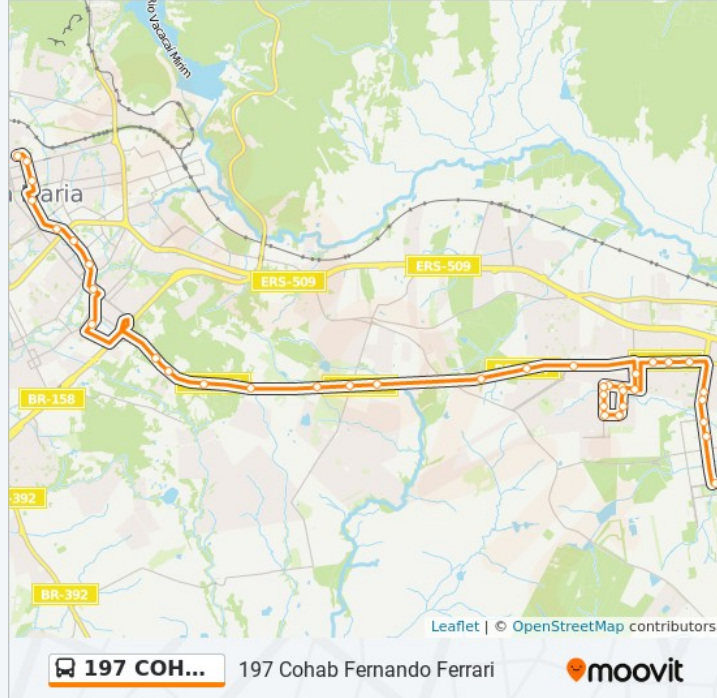 Rio Vacacaí Mirim
a Maria
ERS-509
ERS-509
BR-158
-392
BR-392
Leaflet | © OpenStreetMap contributors
197 COH...
197 Cohab Fernando Ferrari
moovit